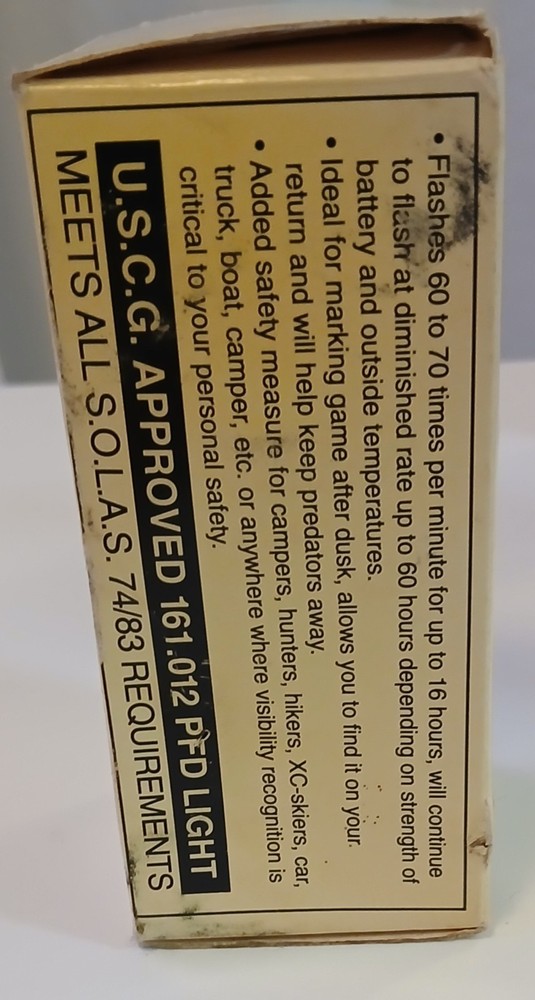 • Flashes 60 to 70 times per minute for up to 16 hours, will continue
to flash at diminished rate up to 60 hours depending on strength of
battery and outside temperatures.
• Ideal for marking game after dusk, allows you to find it on your
return and will help keep predators away.
• Added safety measure for campers, hunters, hikers, XC-skiers, car,
truck, boat, camper, etc. or anywhere where visibility recognition is
critical to your personal safety.
U.S.C.G. APPROVED 161.012 PFD LIGHT
MEETS ALL S.O.L.A.S. 74/83 REQUIREMENTS